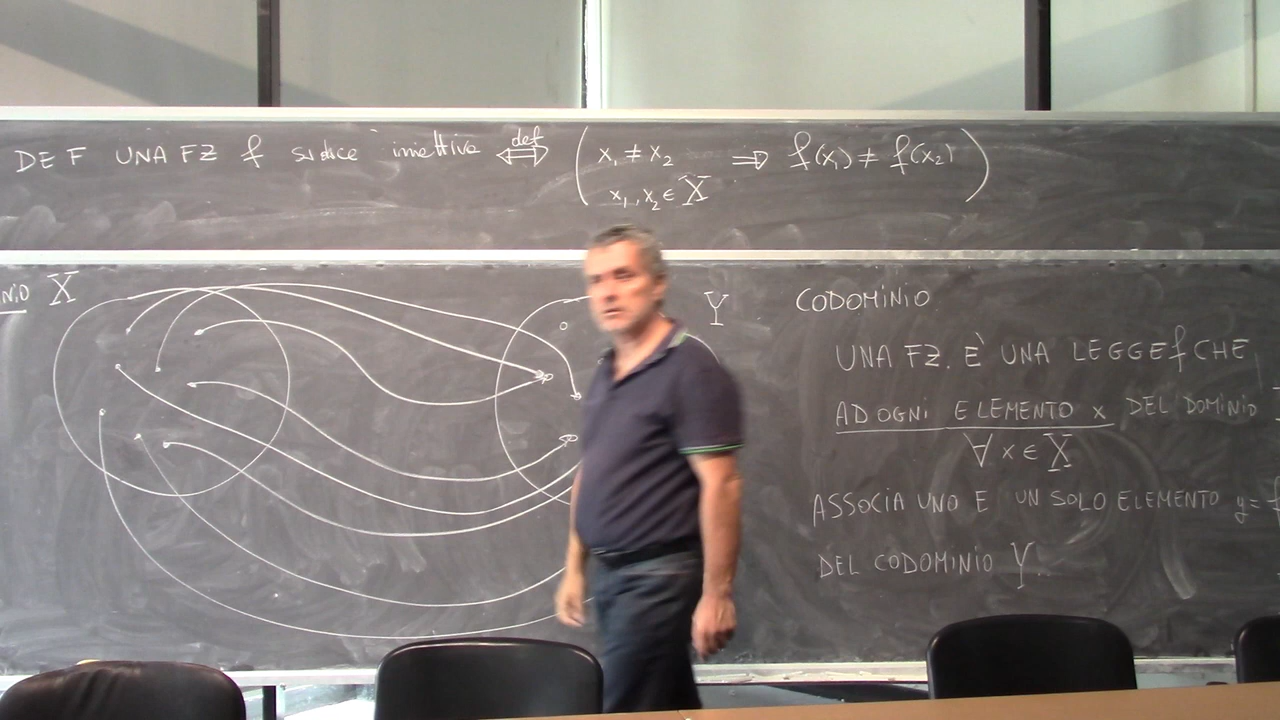 DEF UNA FZ f si dice iniettiva ⇔def ( x₁ ≠ x₂ ⇒ f(x₁) ≠ f(x₂) )
x₁, x₂ ∈ X
NIO X
Y CODOMINIO
UNA FZ. E' UNA LEGGE f CHE
AD OGNI ELEMENTO x DEL DOMINIO
∀ x ∈ X
ASSOCIA UNO E UN SOLO ELEMENTO y = f
DEL CODOMINIO Y.